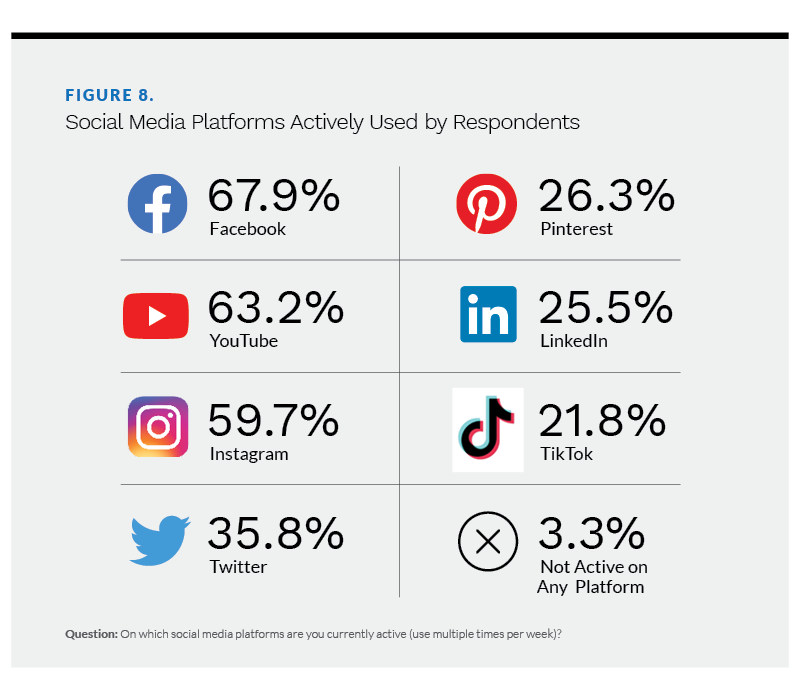 FIGURE 8.
Social Media Platforms Actively Used by Respondents
67.9%
Facebook
26.3%
Pinterest
63.2%
YouTube
in
25.5%
LinkedIn
59.7%
Instagram
21.8%
TikTok
35.8%
Twitter
3.3%
Not Active on
Any Platform
Question: On which social media platforms are you currently active (use multiple times per week)?